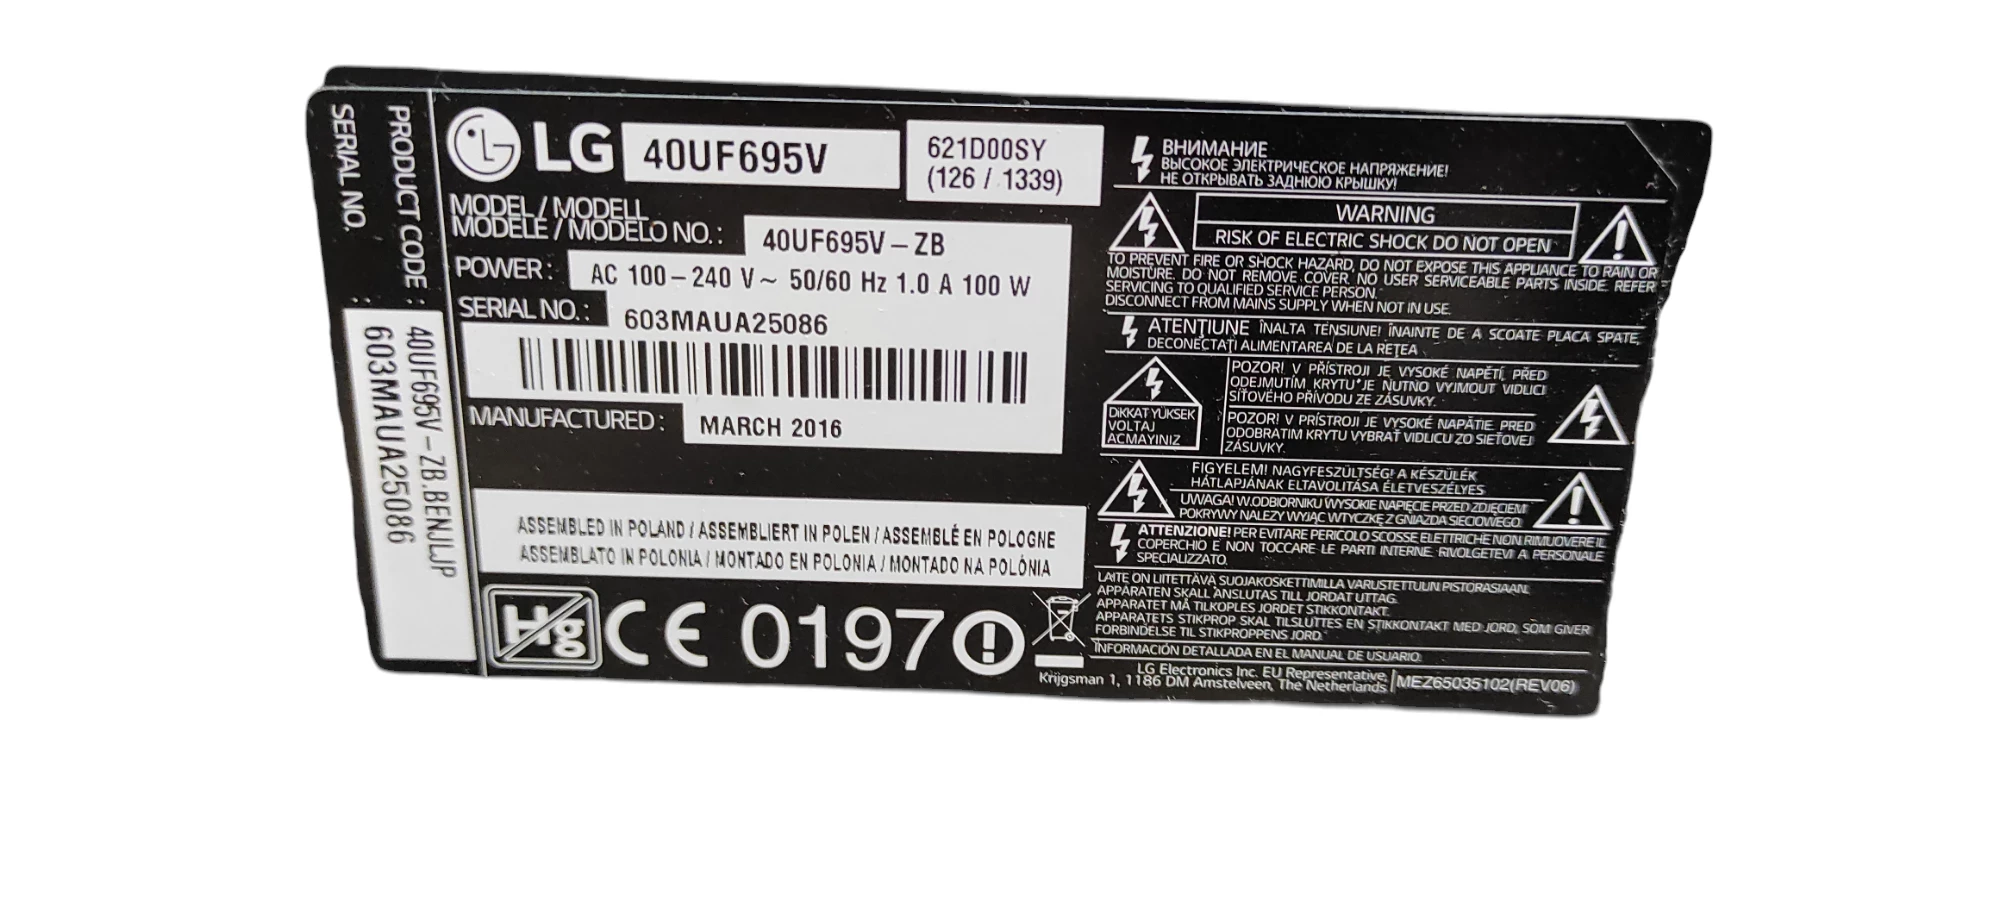 PRODUCT CODE : 40UF695V-ZB.BENJLJP
SERIAL NO. : 603MAUA25086
LG 40UF695V
621D00SY
(126 / 1339)
MODEL / MODELL
MODÈLE / MODELO NO. : 40UF695V-ZB
POWER : AC 100-240 V~ 50/60 Hz 1.0 A 100 W
SERIAL NO. : 603MAUA25086
MANUFACTURED : MARCH 2016
ASSEMBLED IN POLAND / ASSEMBLIERT IN POLEN / ASSEMBLÉ EN POLOGNE
ASSEMBLATO IN POLONIA / MONTADO EN POLONIA / MONTADO NA POLÓNIA
Hg CE 0197
ВНИМАНИЕ
ВЫСОКОЕ ЭЛЕКТРИЧЕСКОЕ НАПРЯЖЕНИЕ!
НЕ ОТКРЫВАТЬ ЗАДНЮЮ КРЫШКУ!
WARNING
RISK OF ELECTRIC SHOCK DO NOT OPEN
TO PREVENT FIRE OR SHOCK HAZARD, DO NOT EXPOSE THIS APPLIANCE TO RAIN OR
MOISTURE. DO NOT REMOVE COVER. NO USER SERVICEABLE PARTS INSIDE. REFER
SERVICING TO QUALIFIED SERVICE PERSON.
DISCONNECT FROM MAINS SUPPLY WHEN NOT IN USE.
ATENŢIUNE ÎNALTA TENSIUNE! ÎNAINTE DE A SCOATE PLACA SPATE,
DECONECTAŢI ALIMENTAREA DE LA REŢEA
DİKKAT YÜKSEK
VOLTAJ
AÇMAYINIZ
POZOR! V PŘÍSTROJI JE VYSOKÉ NAPĚTÍ, PŘED
ODEJMUTÍM KRYTU JE NUTNO VYJMOUT VIDLICI
SÍŤOVÉHO PŘÍVODU ZE ZÁSUVKY.
POZOR! V PRÍSTROJI JE VYSOKÉ NAPÄTIE PRED
ODOBRATIM KRYTU VYBRAŤ VIDLICU ZO SIEŤOVEJ
ZÁSUVKY.
FIGYELEM! NAGYFESZÜLTSÉG! A KÉSZÜLÉK
HÁTLAPJÁNAK ELTAVOLITÁSA ÉLETVESZÉLYES
UWAGA! W.ODBIORNIKU WYSOKIE NAPIĘCIE PRZED ZDJĘCIEM
POKRYWY NALEŻY WYJĄĆ WTYCZKĘ Z GNIAZDA SIECIOWEGO
ATTENZIONE! PER EVITARE PERICOLO SCOSSE ELETTRICHE NON RIMUOVERE IL
COPERCHIO E NON TOCCARE LE PARTI INTERNE. RIVOLGETEVI A PERSONALE
SPECIALIZZATO.
LAITE ON LIITETTÄVÄ SUOJAKOSKETTIMILLA VARUSTETTUUN PISTORASIAAN.
APPARATEN SKALL ANSLUTAS TILL JORDAT UTTAG.
APPARATET MÅ TILKOPLES JORDET STIKKONTAKT.
APPARATETS STIKPROP SKAL TILSLUTTES EN STIKKONTAKT MED JORD, SOM GIVER
FORBINDELSE TIL STIKPROPPENS JORD.
INFORMACIÓN DETALLADA EN EL MANUAL DE USUARIO.
LG Electronics Inc. EU Representative,
Krijgsman 1, 1186 DM Amstelveen, The Netherlands
MEZ65035102(REV06)